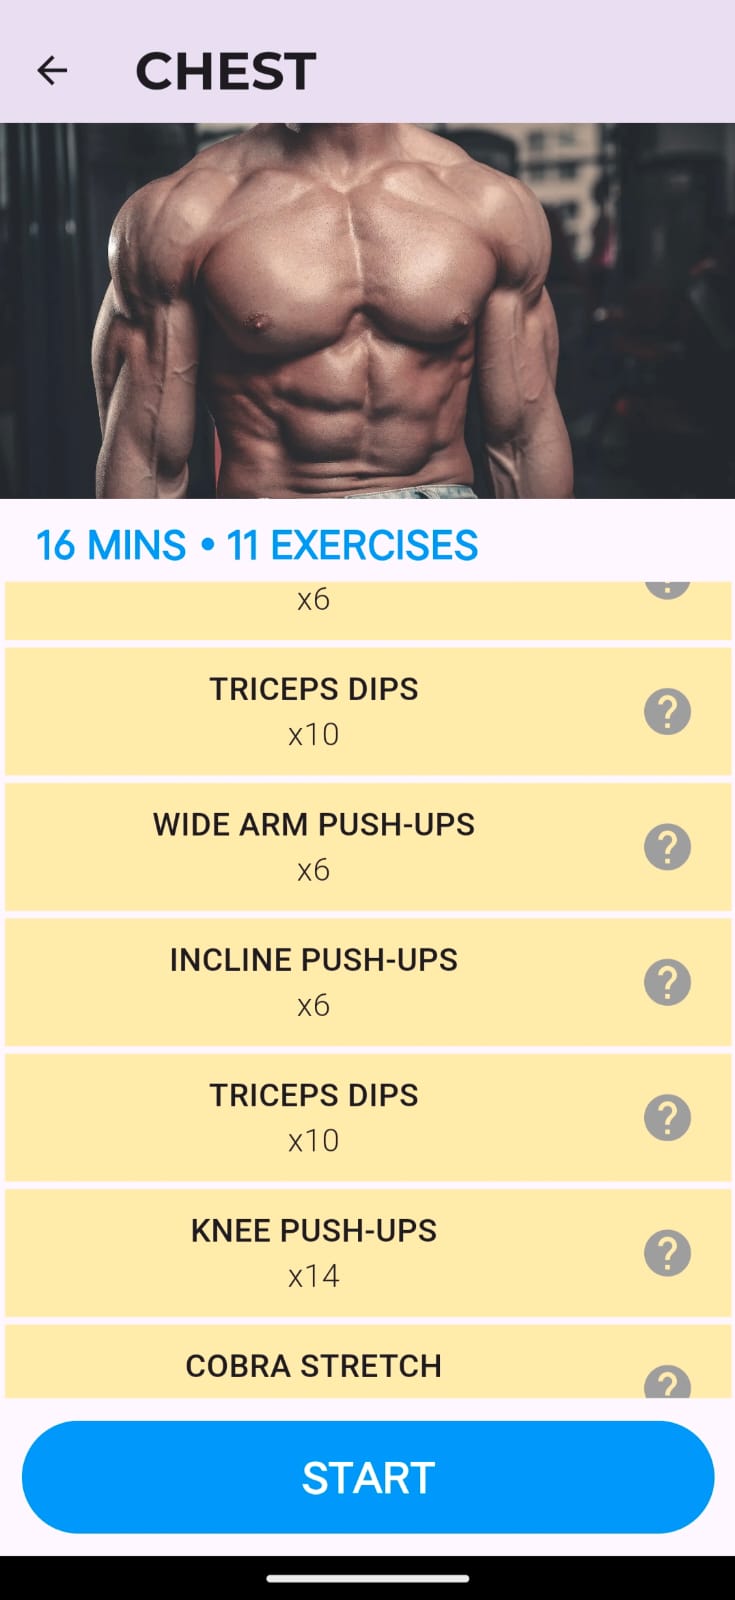 CHEST
16 MINS • 11 EXERCISES
x6
TRICEPS DIPS
x10
WIDE ARM PUSH-UPS
x6
INCLINE PUSH-UPS
x6
TRICEPS DIPS
x10
KNEE PUSH-UPS
x14
COBRA STRETCH
START